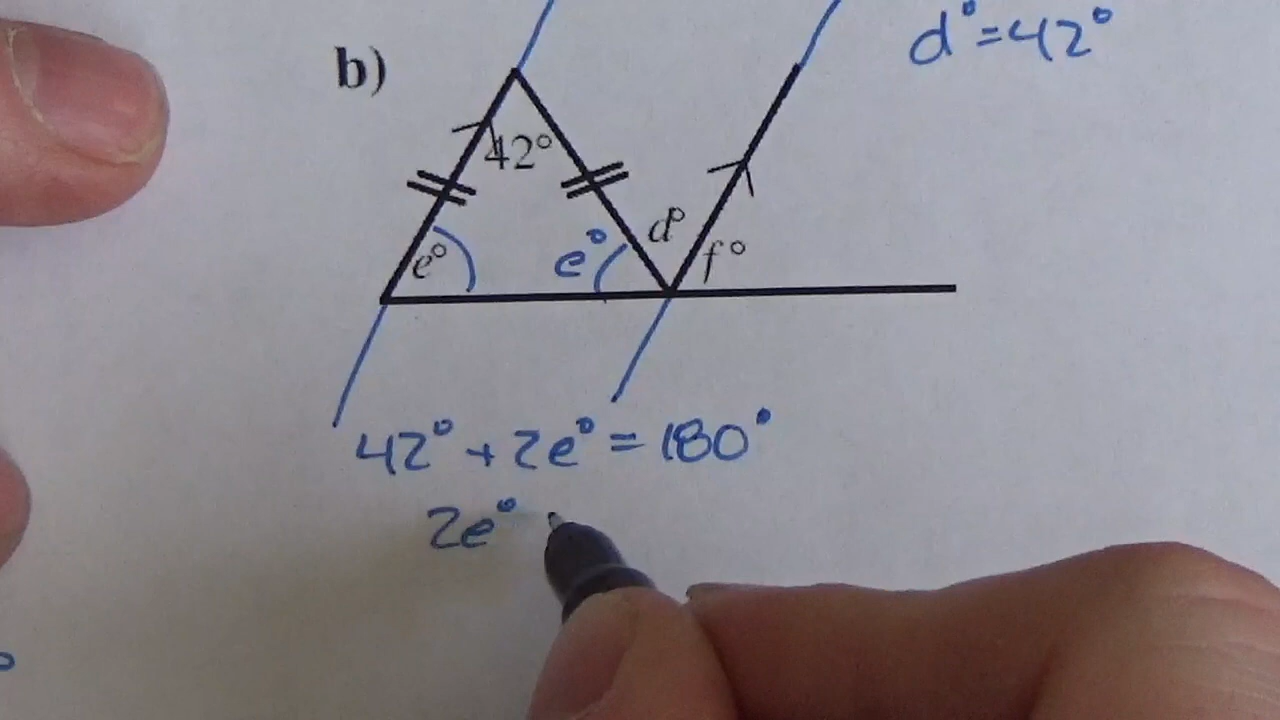 d° = 42°
b)
42°
e° e° d° f°
42° + 2e° = 180°
2e°